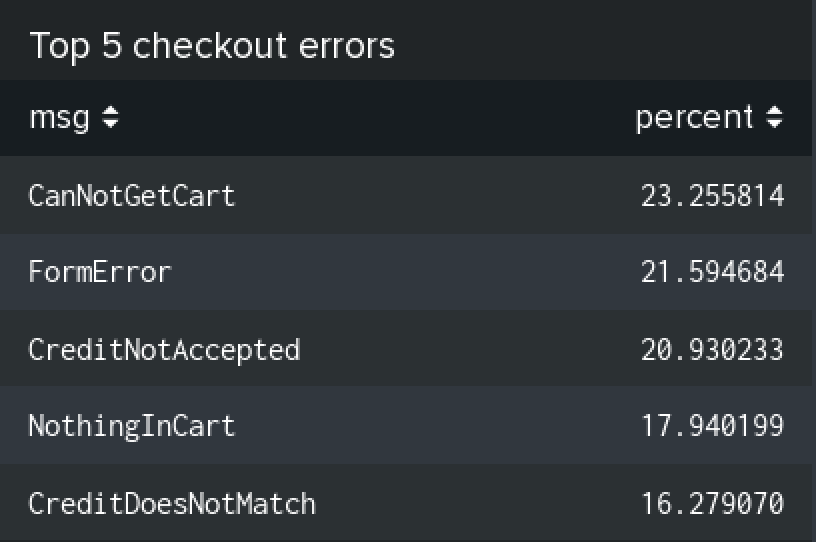 Top 5 checkout errors
msg percent
CanNotGetCart 23.255814
FormError 21.594684
CreditNotAccepted 20.930233
NothingInCart 17.940199
CreditDoesNotMatch 16.279070